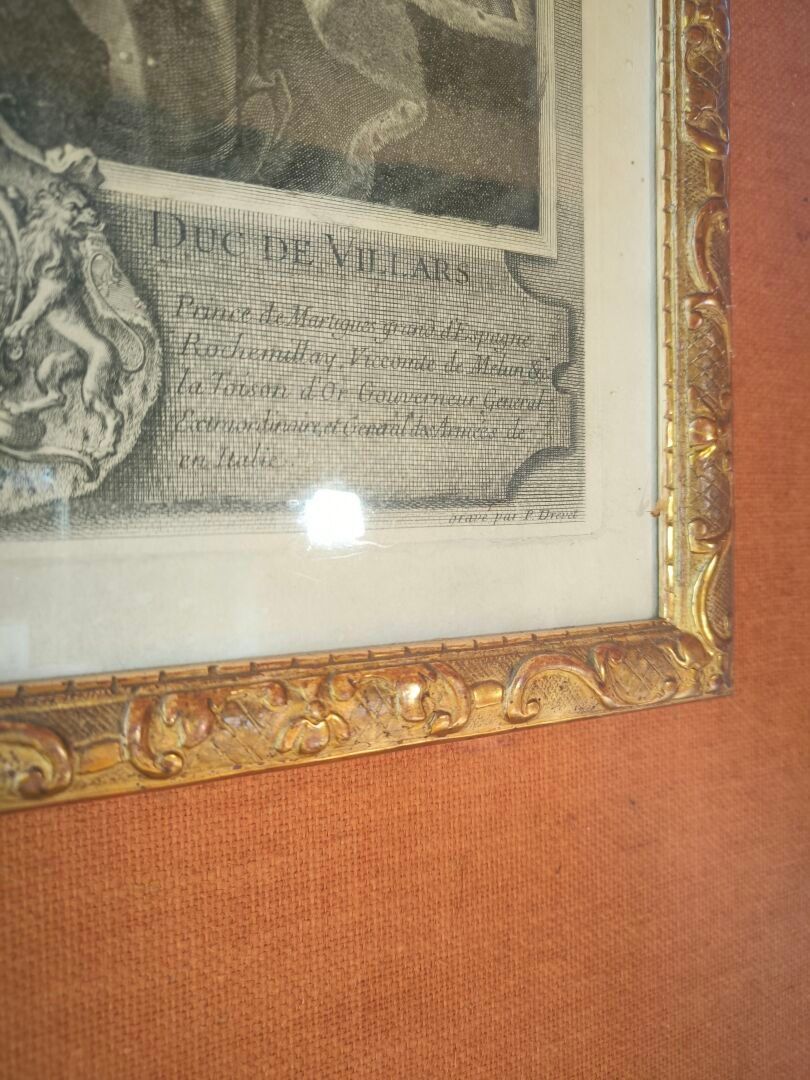 DUC DE VILLARS
Prince de Martigues grand d'Espagne
Rochemillay, Viccomte de Melun &c.
la Toison d'Or Gouverneur General
Extraordinaire, et General des Armées de
en Italie.
gravé par P. Drevet